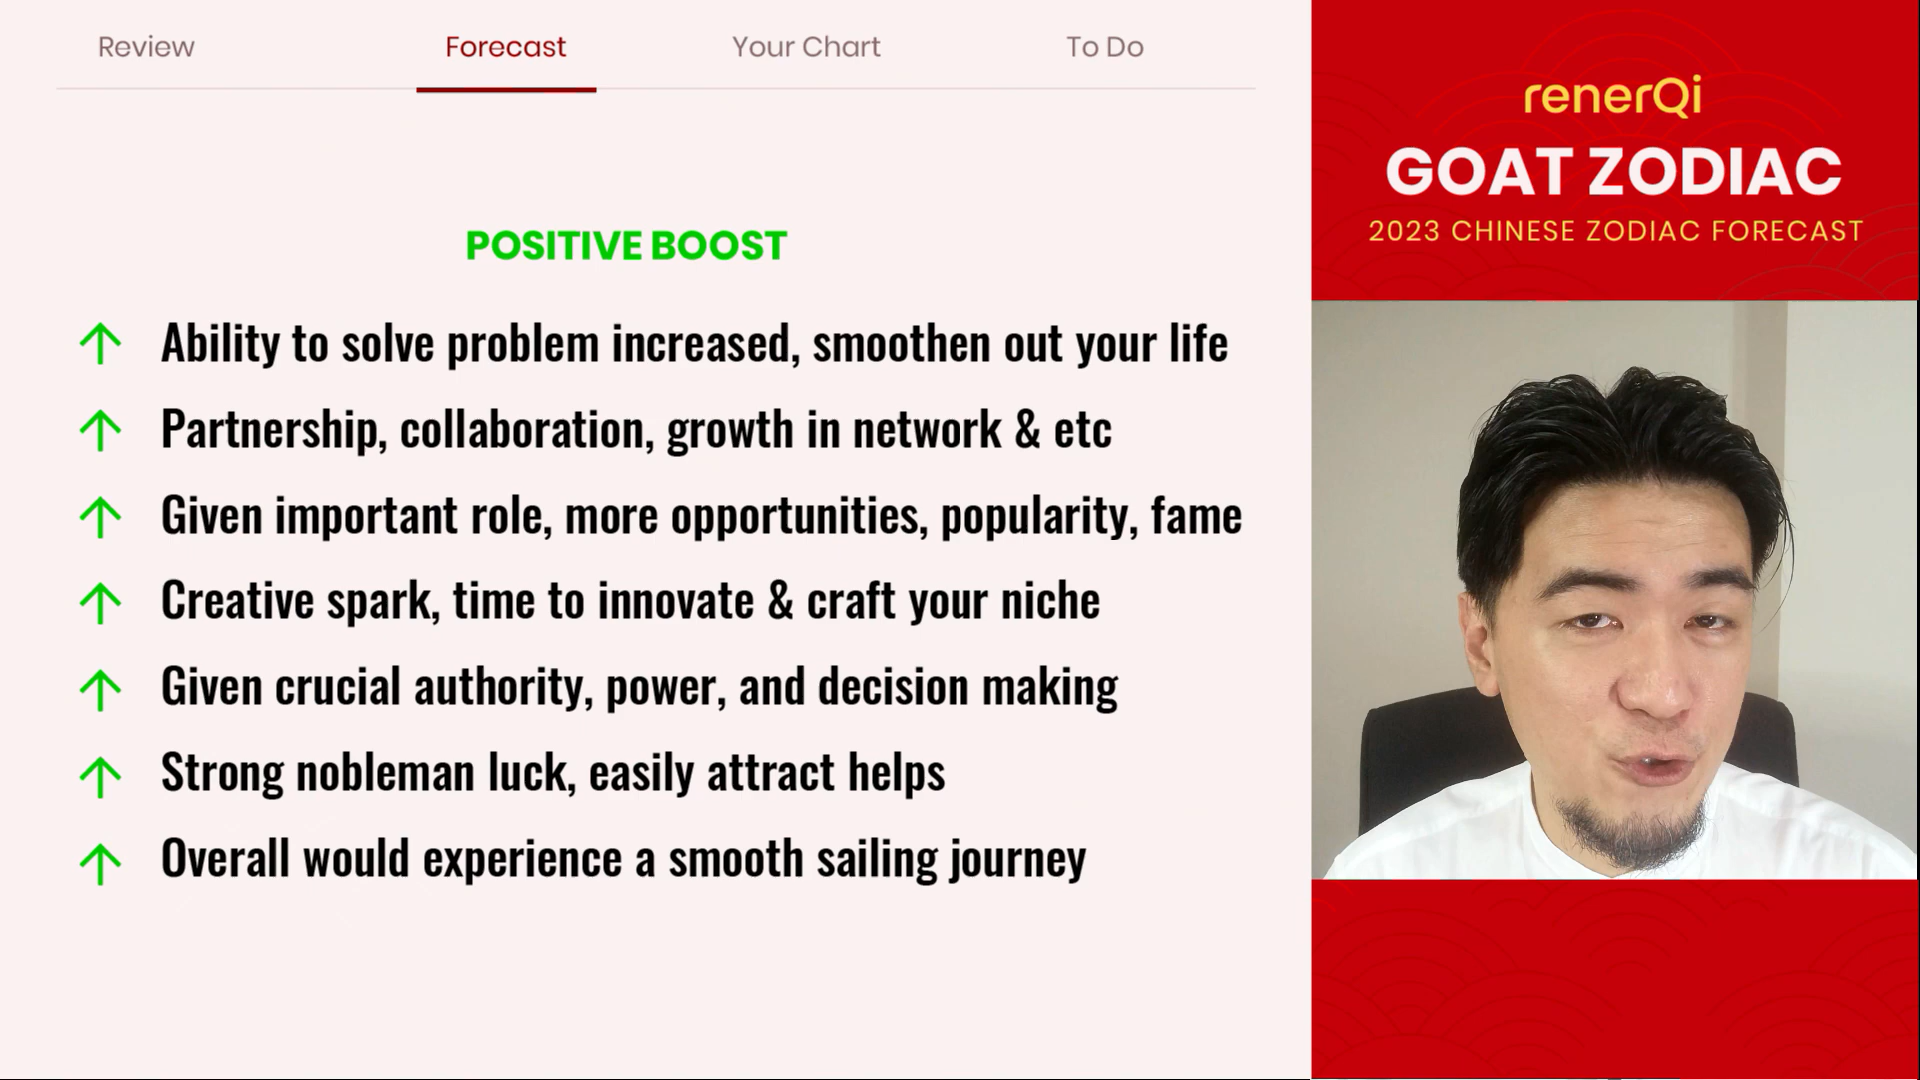 Review
Forecast
Your Chart
To Do
POSITIVE BOOST
Ability to solve problem increased, smoothen out your life
Partnership, collaboration, growth in network & etc
Given important role, more opportunities, popularity, fame
Creative spark, time to innovate & craft your niche
Given crucial authority, power, and decision making
Strong nobleman luck, easily attract helps
Overall would experience a smooth sailing journey
renerQi
GOAT ZODIAC
2023 CHINESE ZODIAC FORECAST